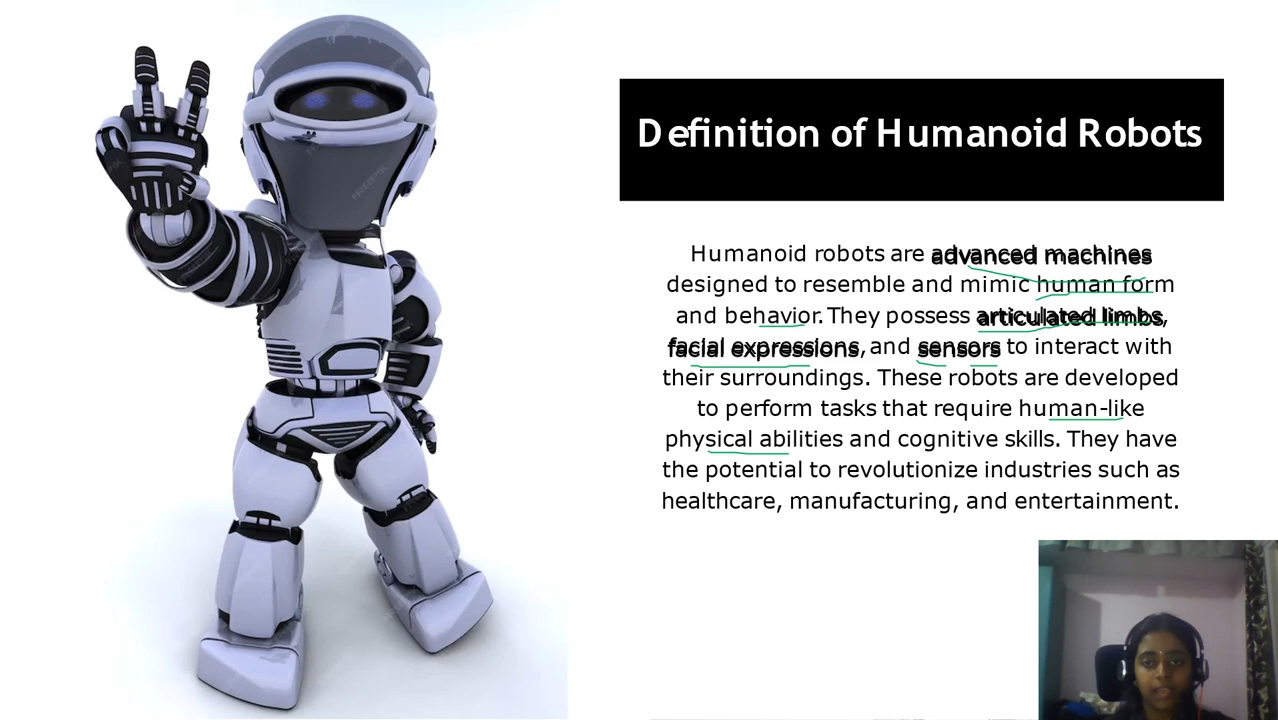 Definition of Humanoid Robots
Humanoid robots are advanced machines
designed to resemble and mimic human form
and behavior. They possess articulated limbs,
facial expressions, and sensors to interact with
their surroundings. These robots are developed
to perform tasks that require human-like
physical abilities and cognitive skills. They have
the potential to revolutionize industries such as
healthcare, manufacturing, and entertainment.